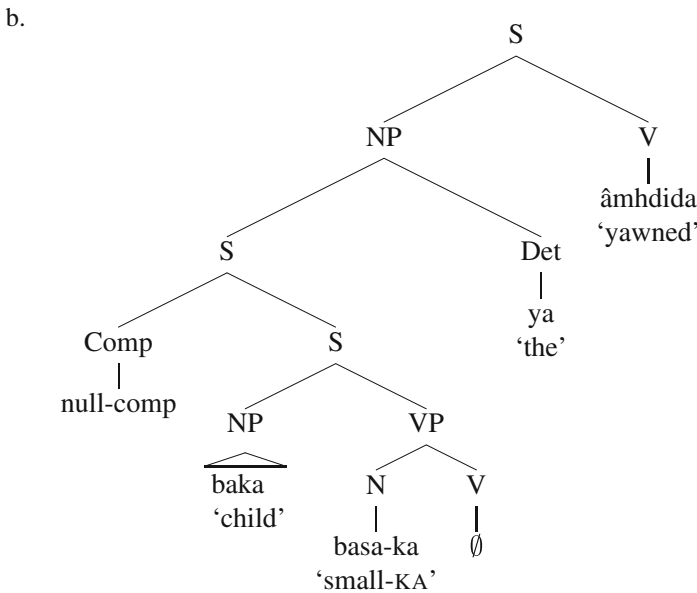 b.
S
NP V
âmhdida
'yawned'
S Det
ya
'the'
Comp S
null-comp
NP VP
baka N V
'child'
basa-ka ∅
'small-KA'